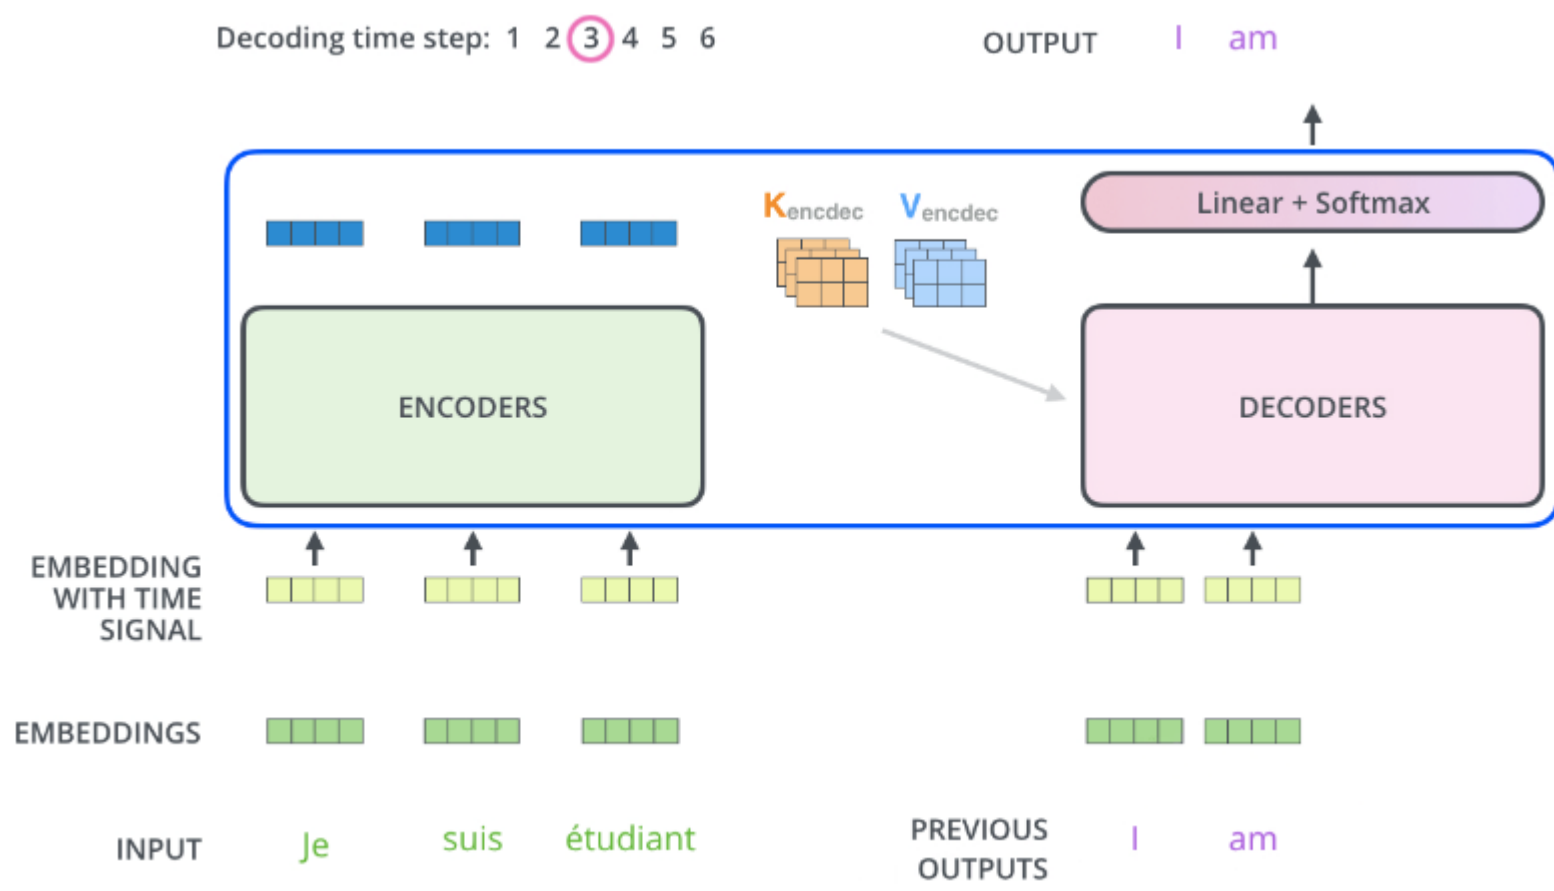 Decoding time step: 1 2 3 4 5 6
OUTPUT I am
Kencdec Vencdec
Linear + Softmax
ENCODERS
DECODERS
EMBEDDING
WITH TIME
SIGNAL
EMBEDDINGS
INPUT Je suis étudiant
PREVIOUS
OUTPUTS
I am